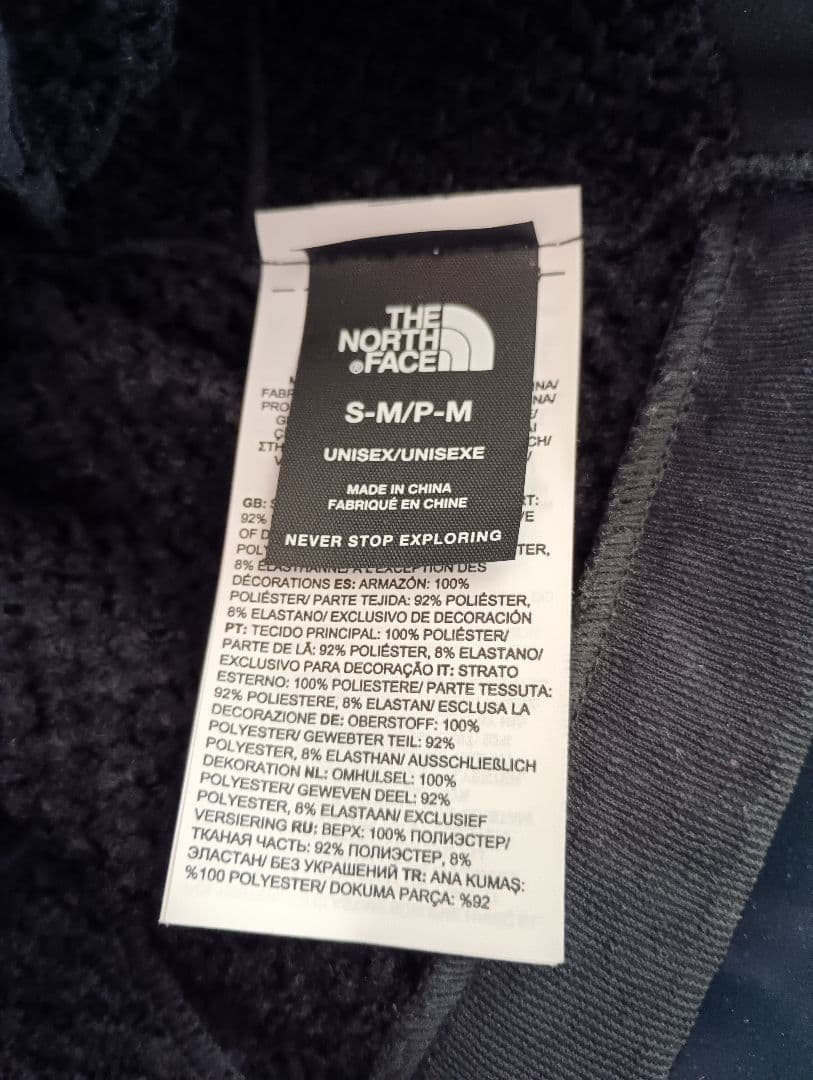 THE
NORTH
®FACE
S-M/P-M
UNISEX/UNISEXE
MADE IN CHINA
FABRIQUÉ EN CHINE
NEVER STOP EXPLORING
GB:
92%
OF
8% DES
DÉCORATIONS ES: ARMAZÓN: 100%
POLIÉSTER/ PARTE TEJIDA: 92% POLIÉSTER,
8% ELASTANO/ EXCLUSIVO DE DECORACIÓN
PT: TECIDO PRINCIPAL: 100% POLIÉSTER/
PARTE DE LÃ: 92% POLIÉSTER, 8% ELASTANO/
EXCLUSIVO PARA DECORAÇÃO IT: STRATO
ESTERNO: 100% POLIESTERE/ PARTE TESSUTA:
92% POLIESTERE, 8% ELASTAN/ ESCLUSA LA
DECORAZIONE DE: OBERSTOFF: 100%
POLYESTER/ GEWEBTER TEIL: 92%
POLYESTER, 8% ELASTHAN/ AUSSCHLIEßLICH
DEKORATION NL: OMHULSEL: 100%
POLYESTER/ GEWEVEN DEEL: 92%
POLYESTER, 8% ELASTAAN/ EXCLUSIEF
VERSIERING RU: ВЕРХ: 100% ПОЛИЭСТЕР/
ТКАНАЯ ЧАСТЬ: 92% ПОЛИЭСТЕР, 8%
ЭЛАСТАН/ БЕЗ УКРАШЕНИЙ TR: ANA KUMAŞ:
%100 POLYESTER/ DOKUMA PARÇA: %92